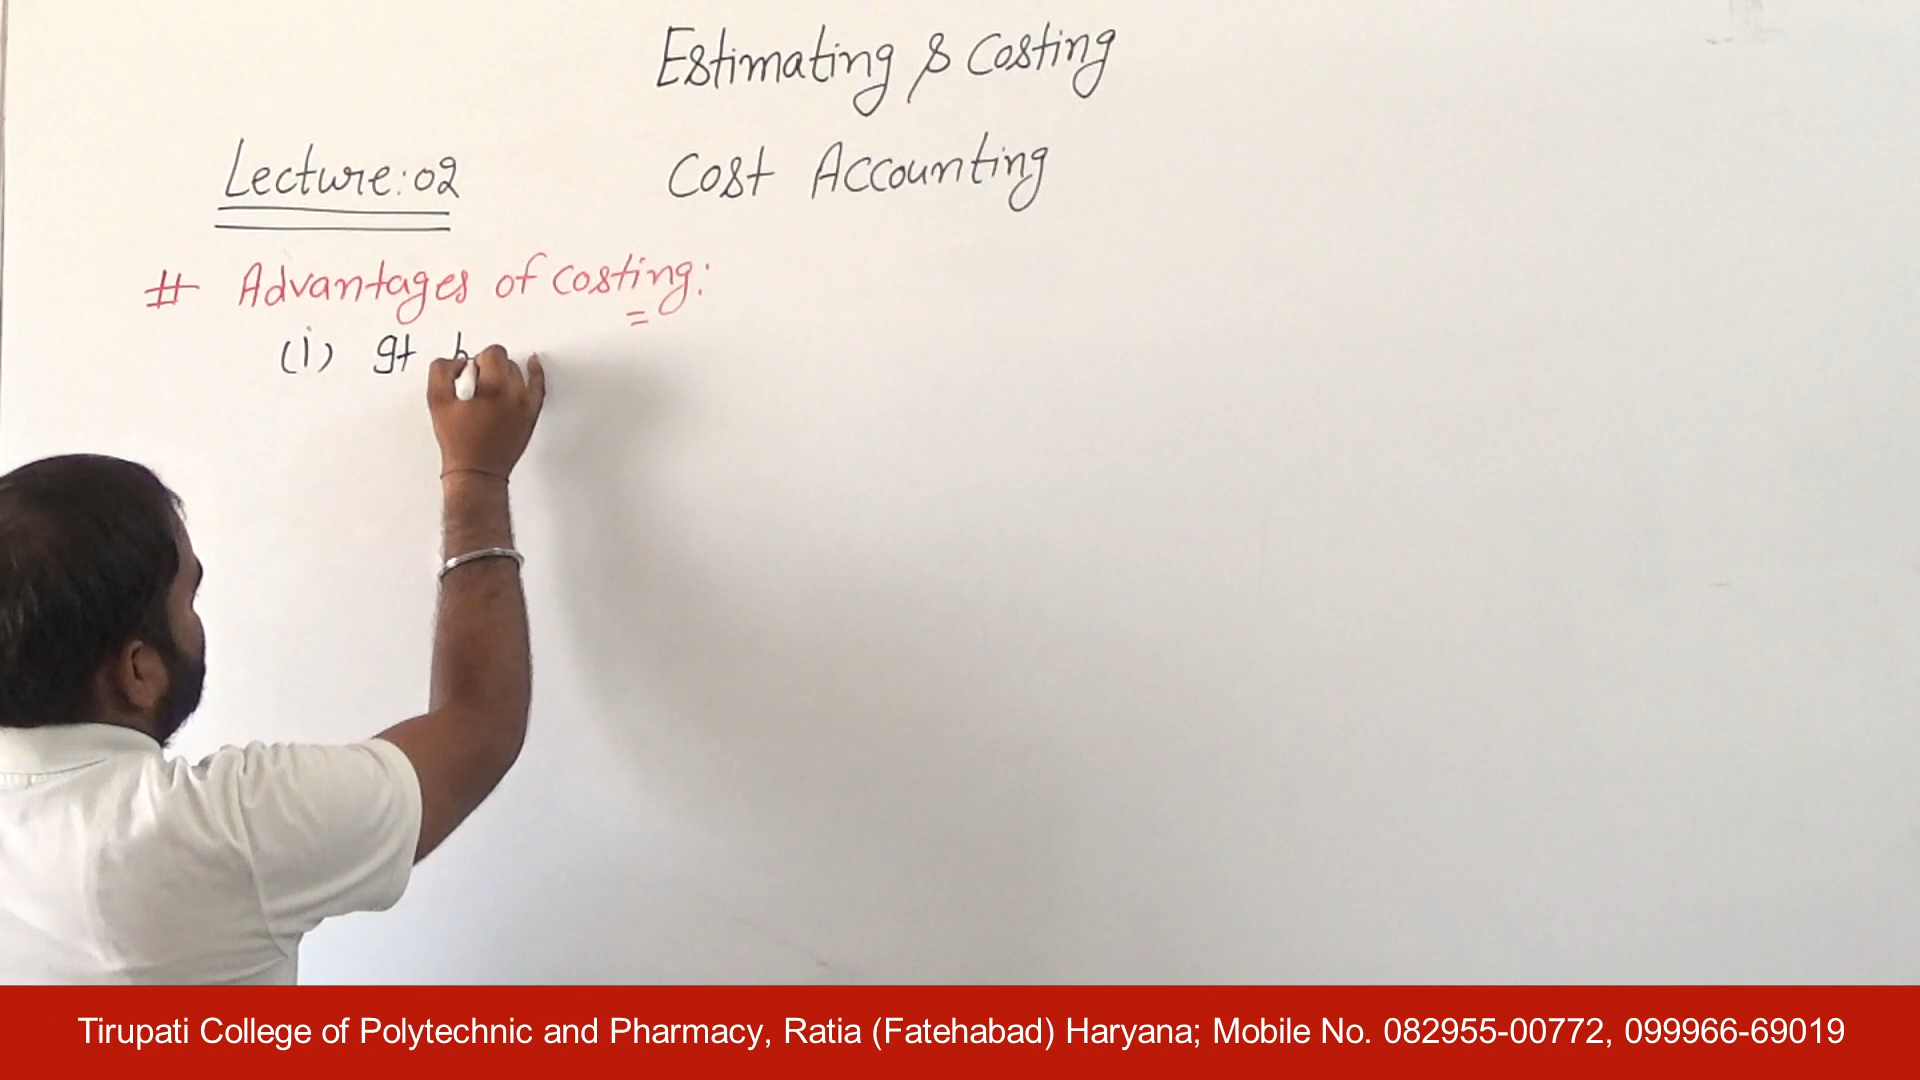 Estimating & Costing
Lecture:02 Cost Accounting
# Advantages of costing:
(i) It
Tirupati College of Polytechnic and Pharmacy, Ratia (Fatehabad) Haryana; Mobile No. 082955-00772, 099966-69019